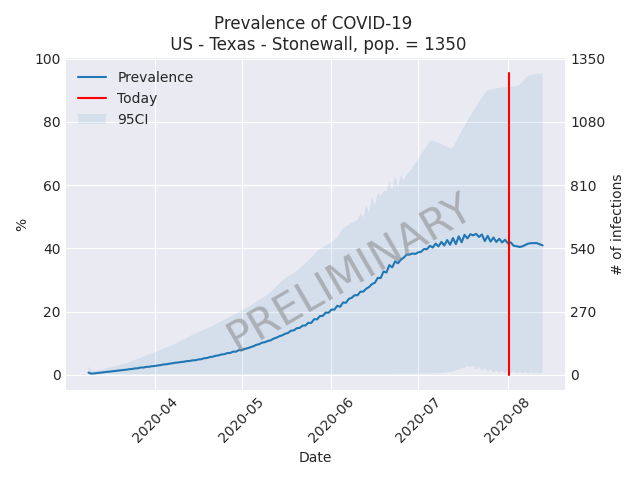 Prevalence of COVID-19
US - Texas - Stonewall, pop. = 1350
Prevalence
Today
95CI
100
80
60
40
20
0
%
1350
1080
810
540
270
0
# of infections
PRELIMINARY
2020-04
2020-05
2020-06
2020-07
2020-08
Date